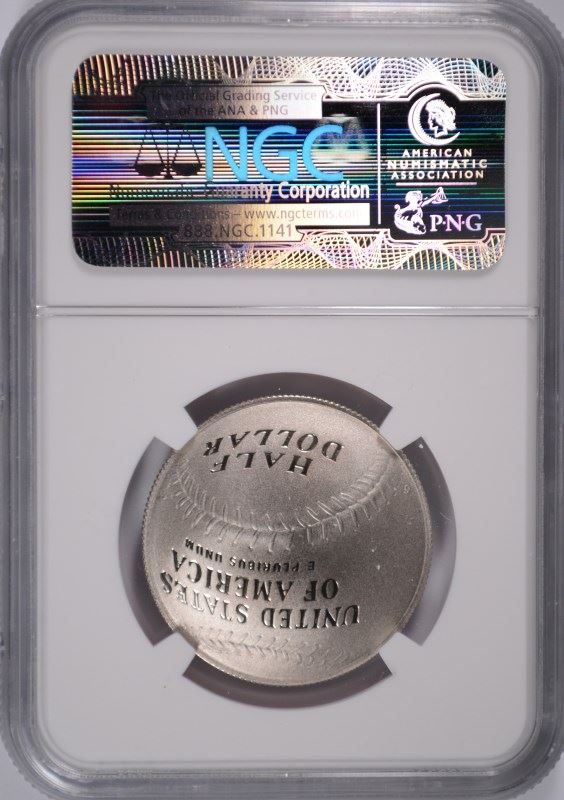 The Official Grading Service
of the ANA & PNG
NGC
Numismatic Guaranty Corporation
Terms & Conditions – www.ngcterms.com
888.NGC.1141
AMERICAN
NUMISMATIC
ASSOCIATION
P·N·G
UNITED STATES
OF AMERICA
E PLURIBUS UNUM
HALF
DOLLAR